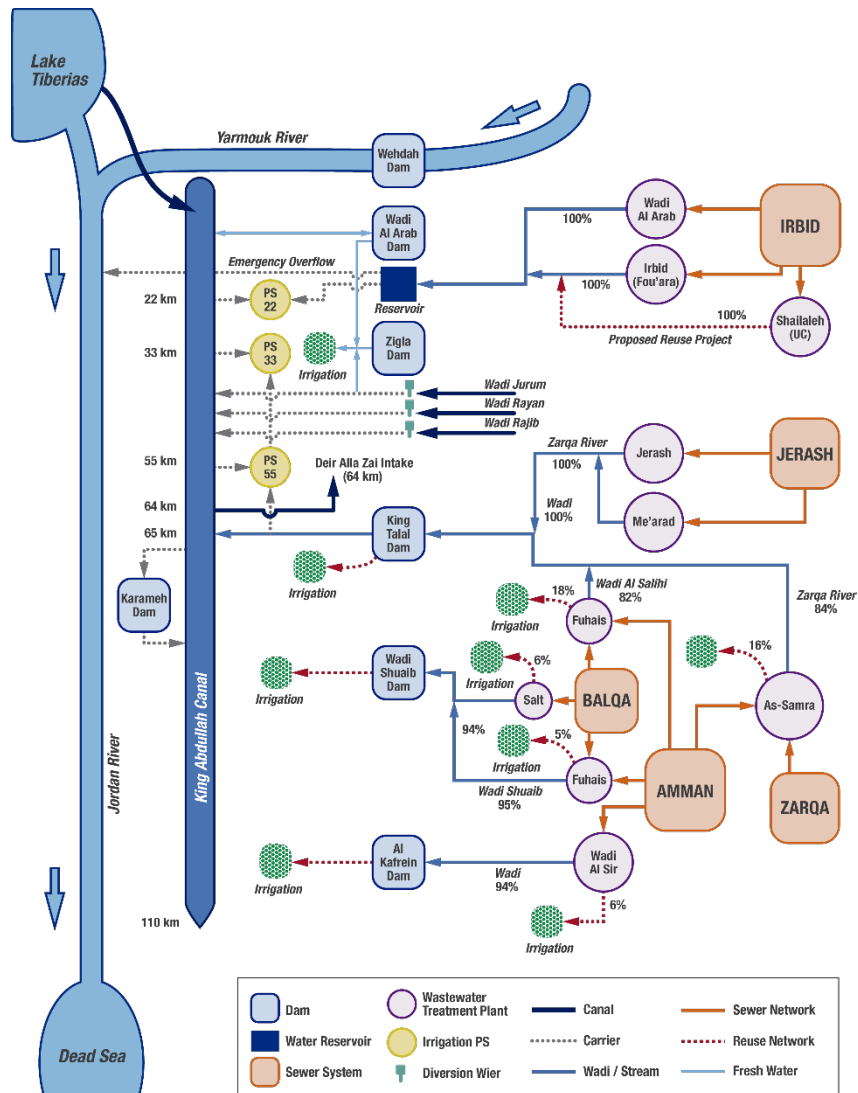 Lake
Tiberias
Yarmouk River
Wehdah
Dam
Wadi
Al Arab
Dam
100%
Wadi
Al Arab
IRBID
Emergency Overflow
22 km
PS
22
Reservoir
100%
Irbid
(Fou'ara)
100%
Shailaleh
(UC)
Proposed Reuse Project
33 km
PS
33
Irrigation
Zigla
Dam
Wadi Jurum
Wadi Rayan
Wadi Rajib
55 km
PS
55
Deir Alla Zai Intake
(64 km)
Zarqa River
100%
Jerash
JERASH
64 km
65 km
King
Talal
Dam
Wadi
100%
Me'arad
Karameh
Dam
Irrigation
Wadi Al Salihi
82%
18%
Irrigation
Fuhais
Zarqa River
84%
16%
Irrigation
Wadi
Shuaib
Dam
6%
Irrigation
Salt
BALQA
As-Samra
94%
5%
Irrigation
Wadi Shuaib
95%
Fuhais
AMMAN
ZARQA
King Abdullah Canal
Jordan River
Irrigation
Al
Kafrein
Dam
Wadi
94%
Wadi
Al Sir
6%
Irrigation
110 km
Dead Sea
Dam
Water Reservoir
Sewer System
Wastewater
Treatment Plant
Irrigation PS
Diversion Wier
Canal
Carrier
Wadi / Stream
Sewer Network
Reuse Network
Fresh Water